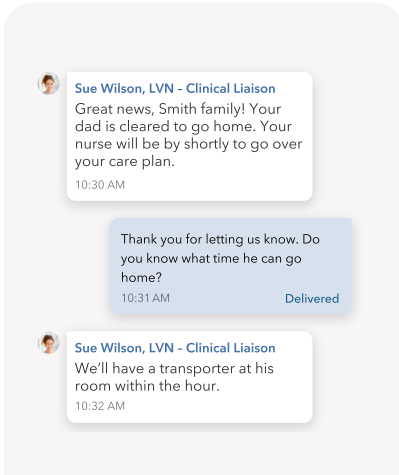 Sue Wilson, LVN – Clinical Liaison
Great news, Smith family! Your
dad is cleared to go home. Your
nurse will be by shortly to go over
your care plan.
10:30 AM
Thank you for letting us know. Do
you know what time he can go
home?
10:31 AM Delivered
Sue Wilson, LVN – Clinical Liaison
We’ll have a transporter at his
room within the hour.
10:32 AM